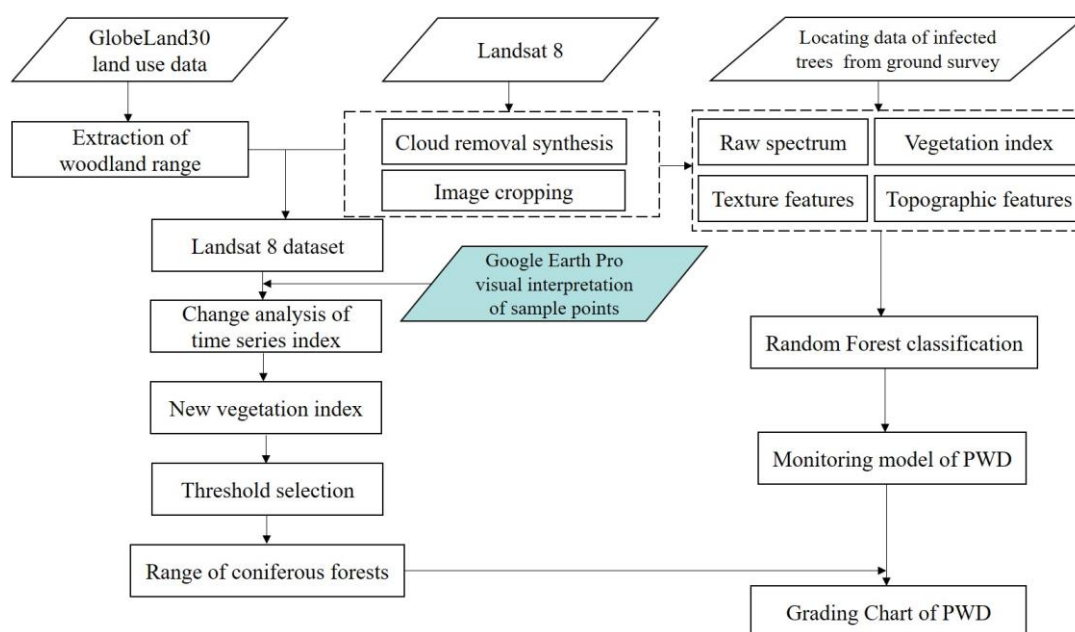 GlobeLand30
land use data
Landsat 8
Locating data of infected
trees from ground survey
Extraction of
woodland range
Cloud removal synthesis
Image cropping
Raw spectrum
Vegetation index
Texture features
Topographic features
Landsat 8 dataset
Google Earth Pro
visual interpretation
of sample points
Change analysis of
time series index
Random Forest classification
New vegetation index
Monitoring model of PWD
Threshold selection
Range of coniferous forests
Grading Chart of PWD